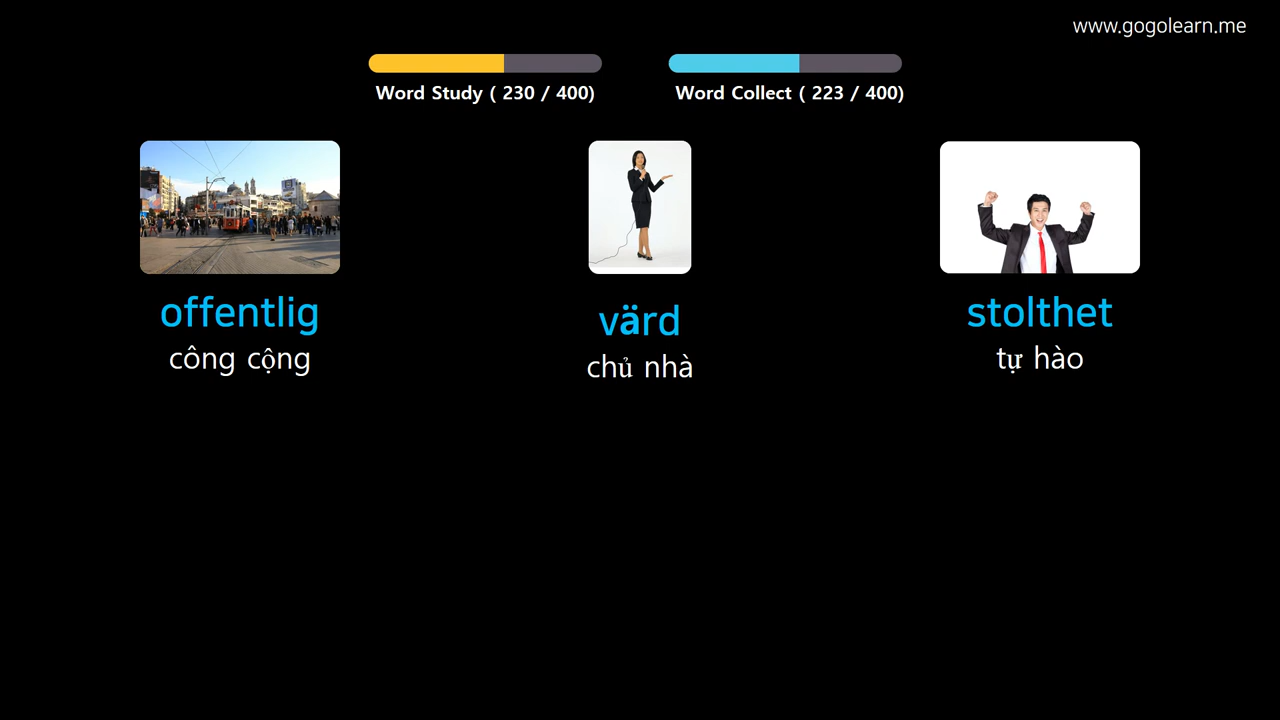 www.gogolearn.me
Word Study ( 230 / 400)
Word Collect ( 223 / 400)
offentlig
công cộng
värd
chủ nhà
stolthet
tự hào